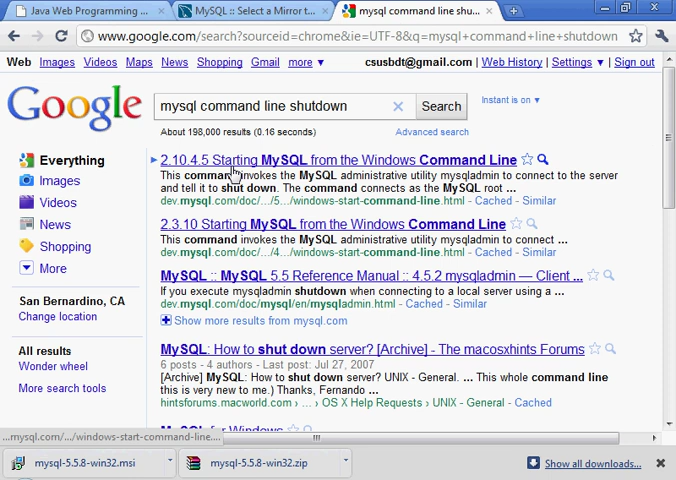 Java Web Programming
MySQL :: Select a Mirror t
mysql command line shu
www.google.com/search?sourceid=chrome&ie=UTF-8&q=mysql+command+line+shutdown
Web Images Videos Maps News Shopping Gmail more ▼ csusbdt@gmail.com | Web History | Settings ▼ | Sign out
Google
mysql command line shutdown
Search
Instant is on ▼
About 198,000 results (0.16 seconds)
Advanced search
Everything
Images
Videos
News
Shopping
More
San Bernardino, CA
Change location
All results
Wonder wheel
More search tools
2.10.4.5 Starting MySQL from the Windows Command Line
This command invokes the MySQL administrative utility mysqladmin to connect to the server
and tell it to shut down. The command connects as the MySQL root ...
dev.mysql.com/doc/.../5.../windows-start-command-line.html - Cached - Similar
2.3.10 Starting MySQL from the Windows Command Line
This command invokes the MySQL administrative utility mysqladmin to connect ...
dev.mysql.com/doc/.../4.../windows-start-command-line.html - Cached - Similar
MySQL :: MySQL 5.5 Reference Manual :: 4.5.2 mysqladmin — Client ...
If you execute mysqladmin shutdown when connecting to a local server using a ...
dev.mysql.com/doc/mysql/en/mysqladmin.html - Cached - Similar
Show more results from mysql.com
MySQL: How to shut down server? [Archive] - The macosxhints Forums
6 posts - 4 authors - Last post: Jul 27, 2007
[Archive] MySQL: How to shut down server? UNIX - General. ... This whole command line
this is very new to me.) Thanks, Fernando ...
hintsforums.macworld.com › ... › OS X Help Requests › UNIX - General - Cached
MySQL for Windows
...mysql.com/.../windows-start-command-line....
mysql-5.5.8-win32.msi
mysql-5.5.8-win32.zip
Show all downloads...